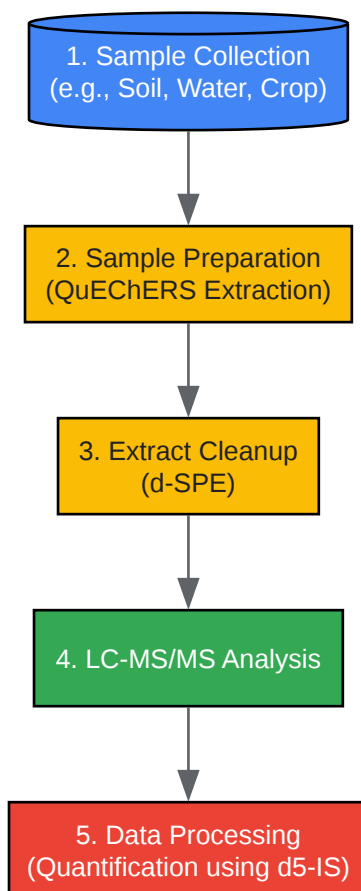 1. Sample Collection
(e.g., Soil, Water, Crop)
2. Sample Preparation
(QuEChERS Extraction)
3. Extract Cleanup
(d-SPE)
4. LC-MS/MS Analysis
5. Data Processing
(Quantification using d5-IS)